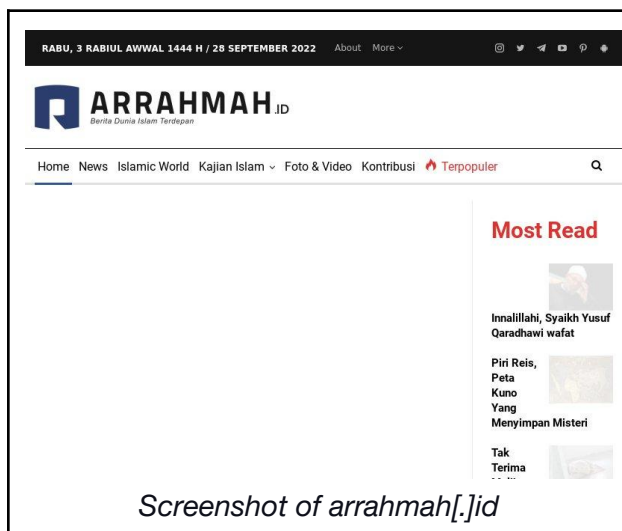 RABU, 3 RABIUL AWWAL 1444 H / 28 SEPTEMBER 2022 About More
ARRAHMAH.ID
Berita Dunia Islam Terdepan
Home News Islamic World Kajian Islam Foto & Video Kontribusi Terpopuler
Most Read
Innalillahi, Syaikh Yusuf
Qaradhawi wafat
Piri Reis,
Peta
Kuno
Yang
Menyimpan Misteri
Tak
Terima
Screenshot of arrahmah[.]id